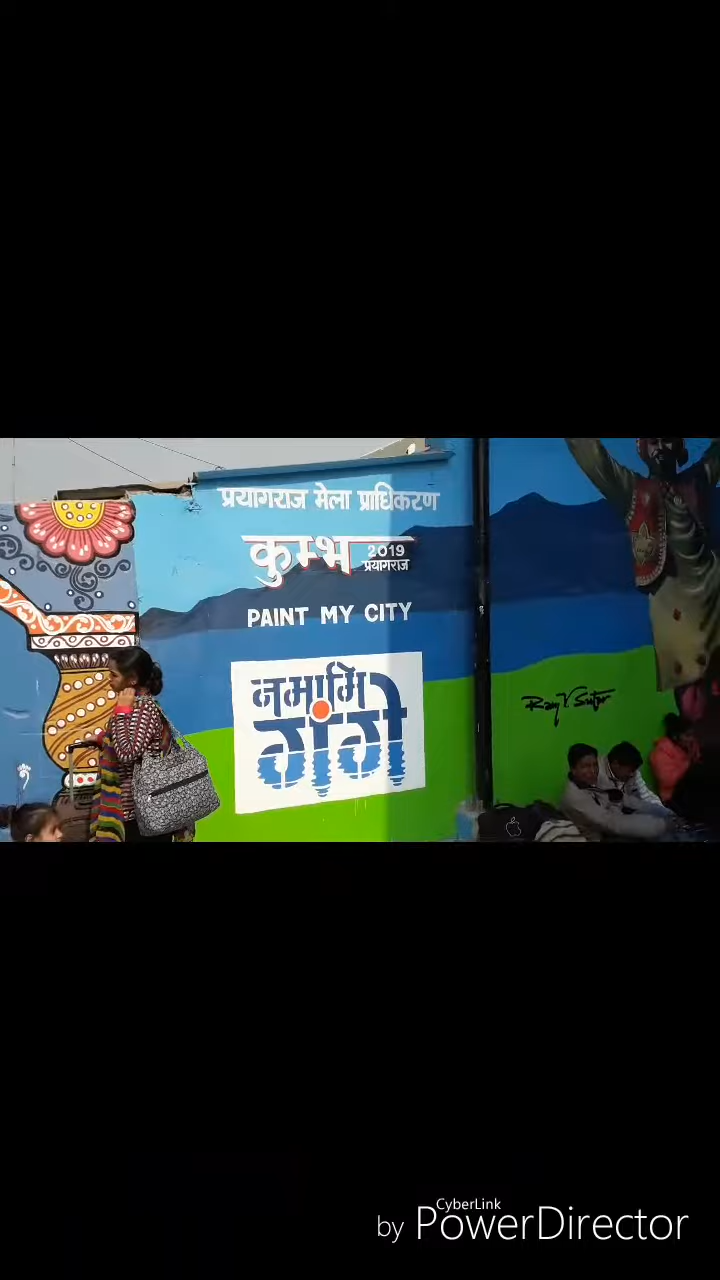 प्रयागराज मेला प्राधिकरण
कुम्भ 2019
प्रयागराज
PAINT MY CITY
नमामि
गंगे
CyberLink
by PowerDirector